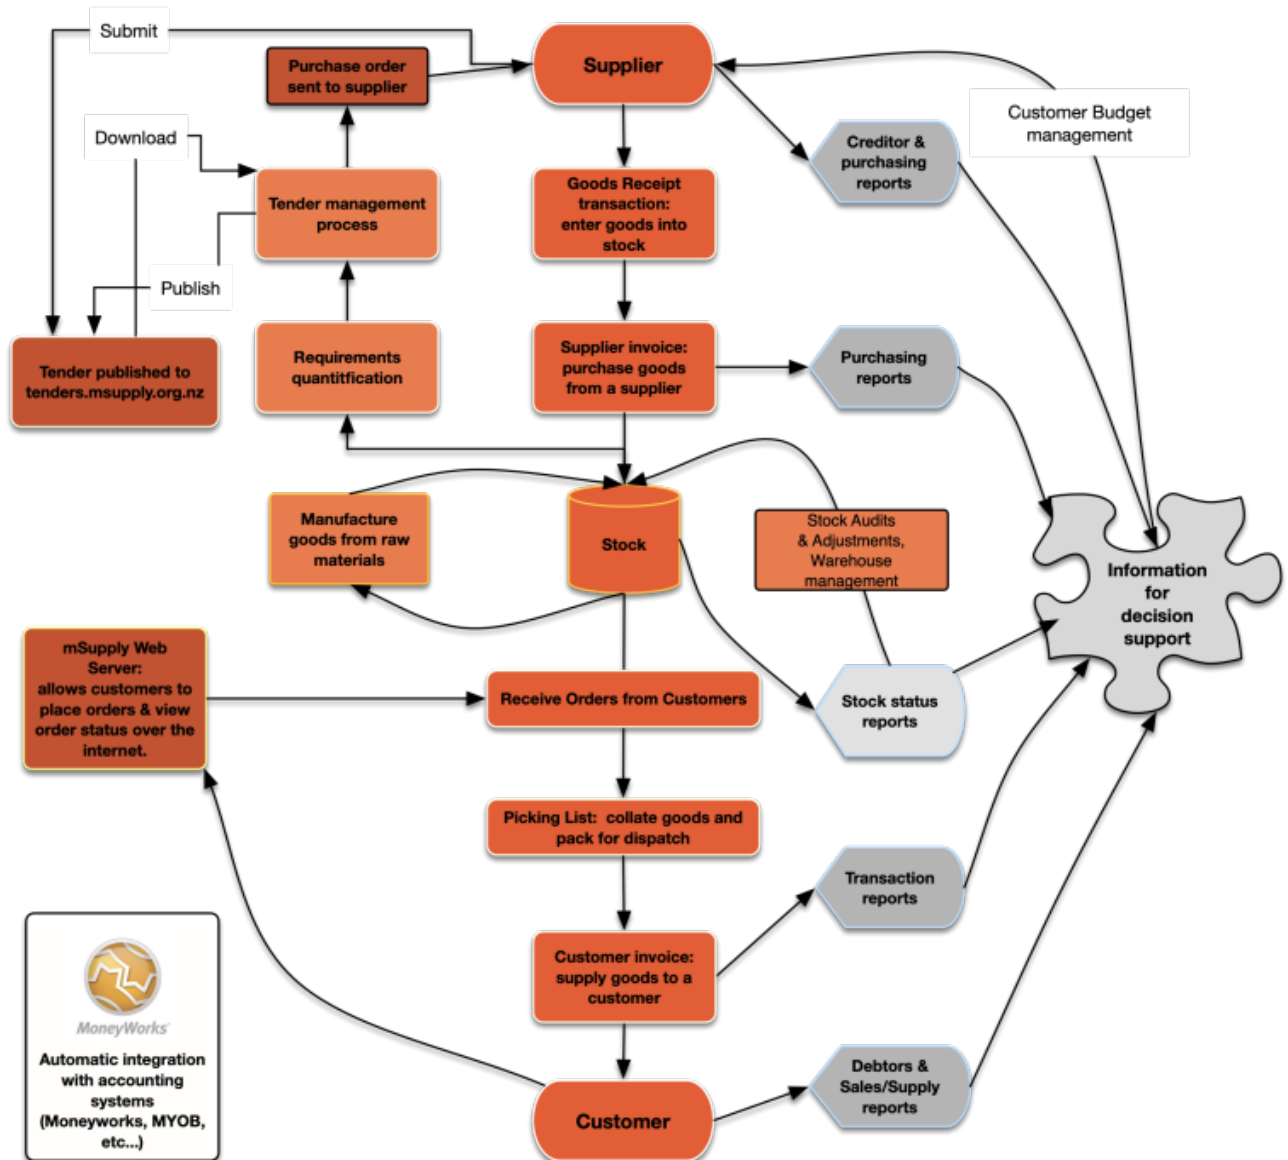 Submit
Purchase order
sent to supplier
Supplier
Customer Budget
management
Download
Creditor &
purchasing
reports
Tender management
process
Goods Receipt
transaction:
enter goods into
stock
Publish
Tender published to
tenders.msupply.org.nz
Requirements
quantitfication
Supplier invoice:
purchase goods
from a supplier
Purchasing
reports
Manufacture
goods from raw
materials
Stock
Stock Audits
& Adjustments,
Warehouse
management
Information
for
decision
support
mSupply Web
Server:
allows customers to
place orders & view
order status over the
internet.
Receive Orders from Customers
Stock status
reports
Picking List:  collate goods and
pack for dispatch
Transaction
reports
Customer invoice:
supply goods to a
customer
MoneyWorks
Automatic integration
with accounting
systems
(Moneyworks, MYOB,
etc...)
Customer
Debtors &
Sales/Supply
reports